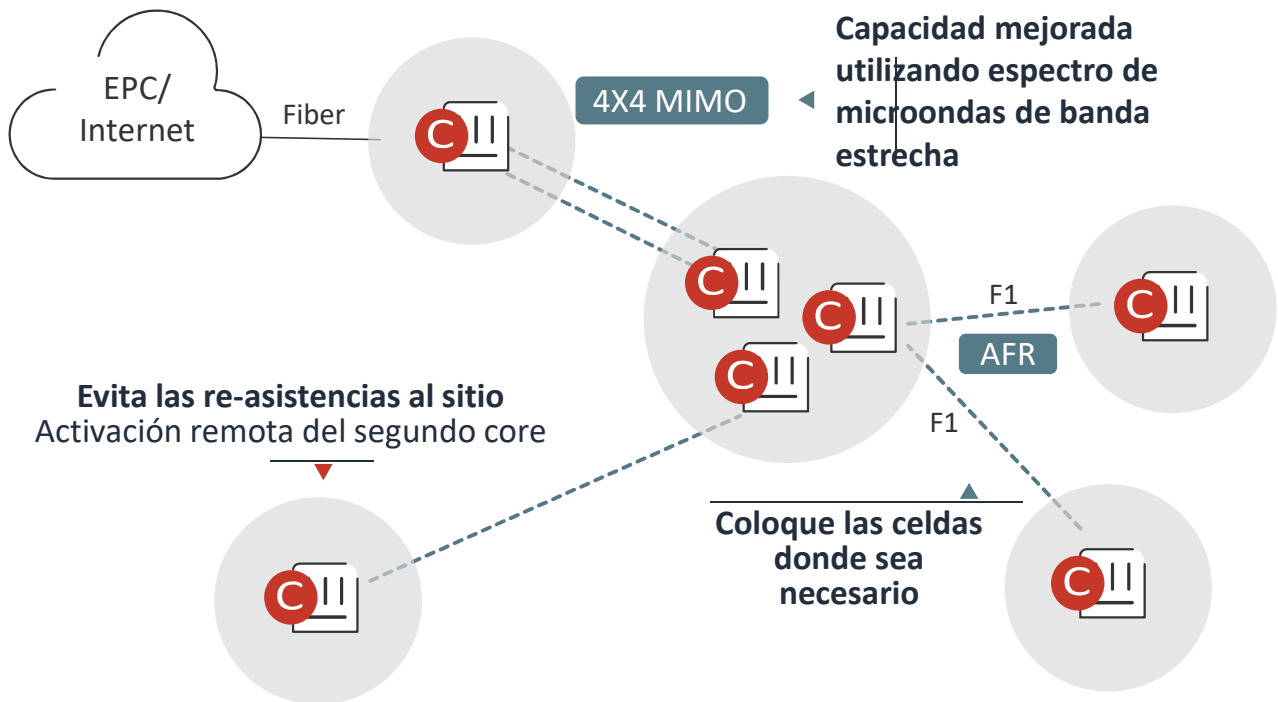 EPC/
Internet
Fiber
C
4X4 MIMO
Capacidad mejorada
utilizando espectro de
microondas de banda
estrecha
C
C
C
F1
AFR
C
F1
Evita las re-asistencias al sitio
Activación remota del segundo core
C
Coloque las celdas
donde sea
necesario
C